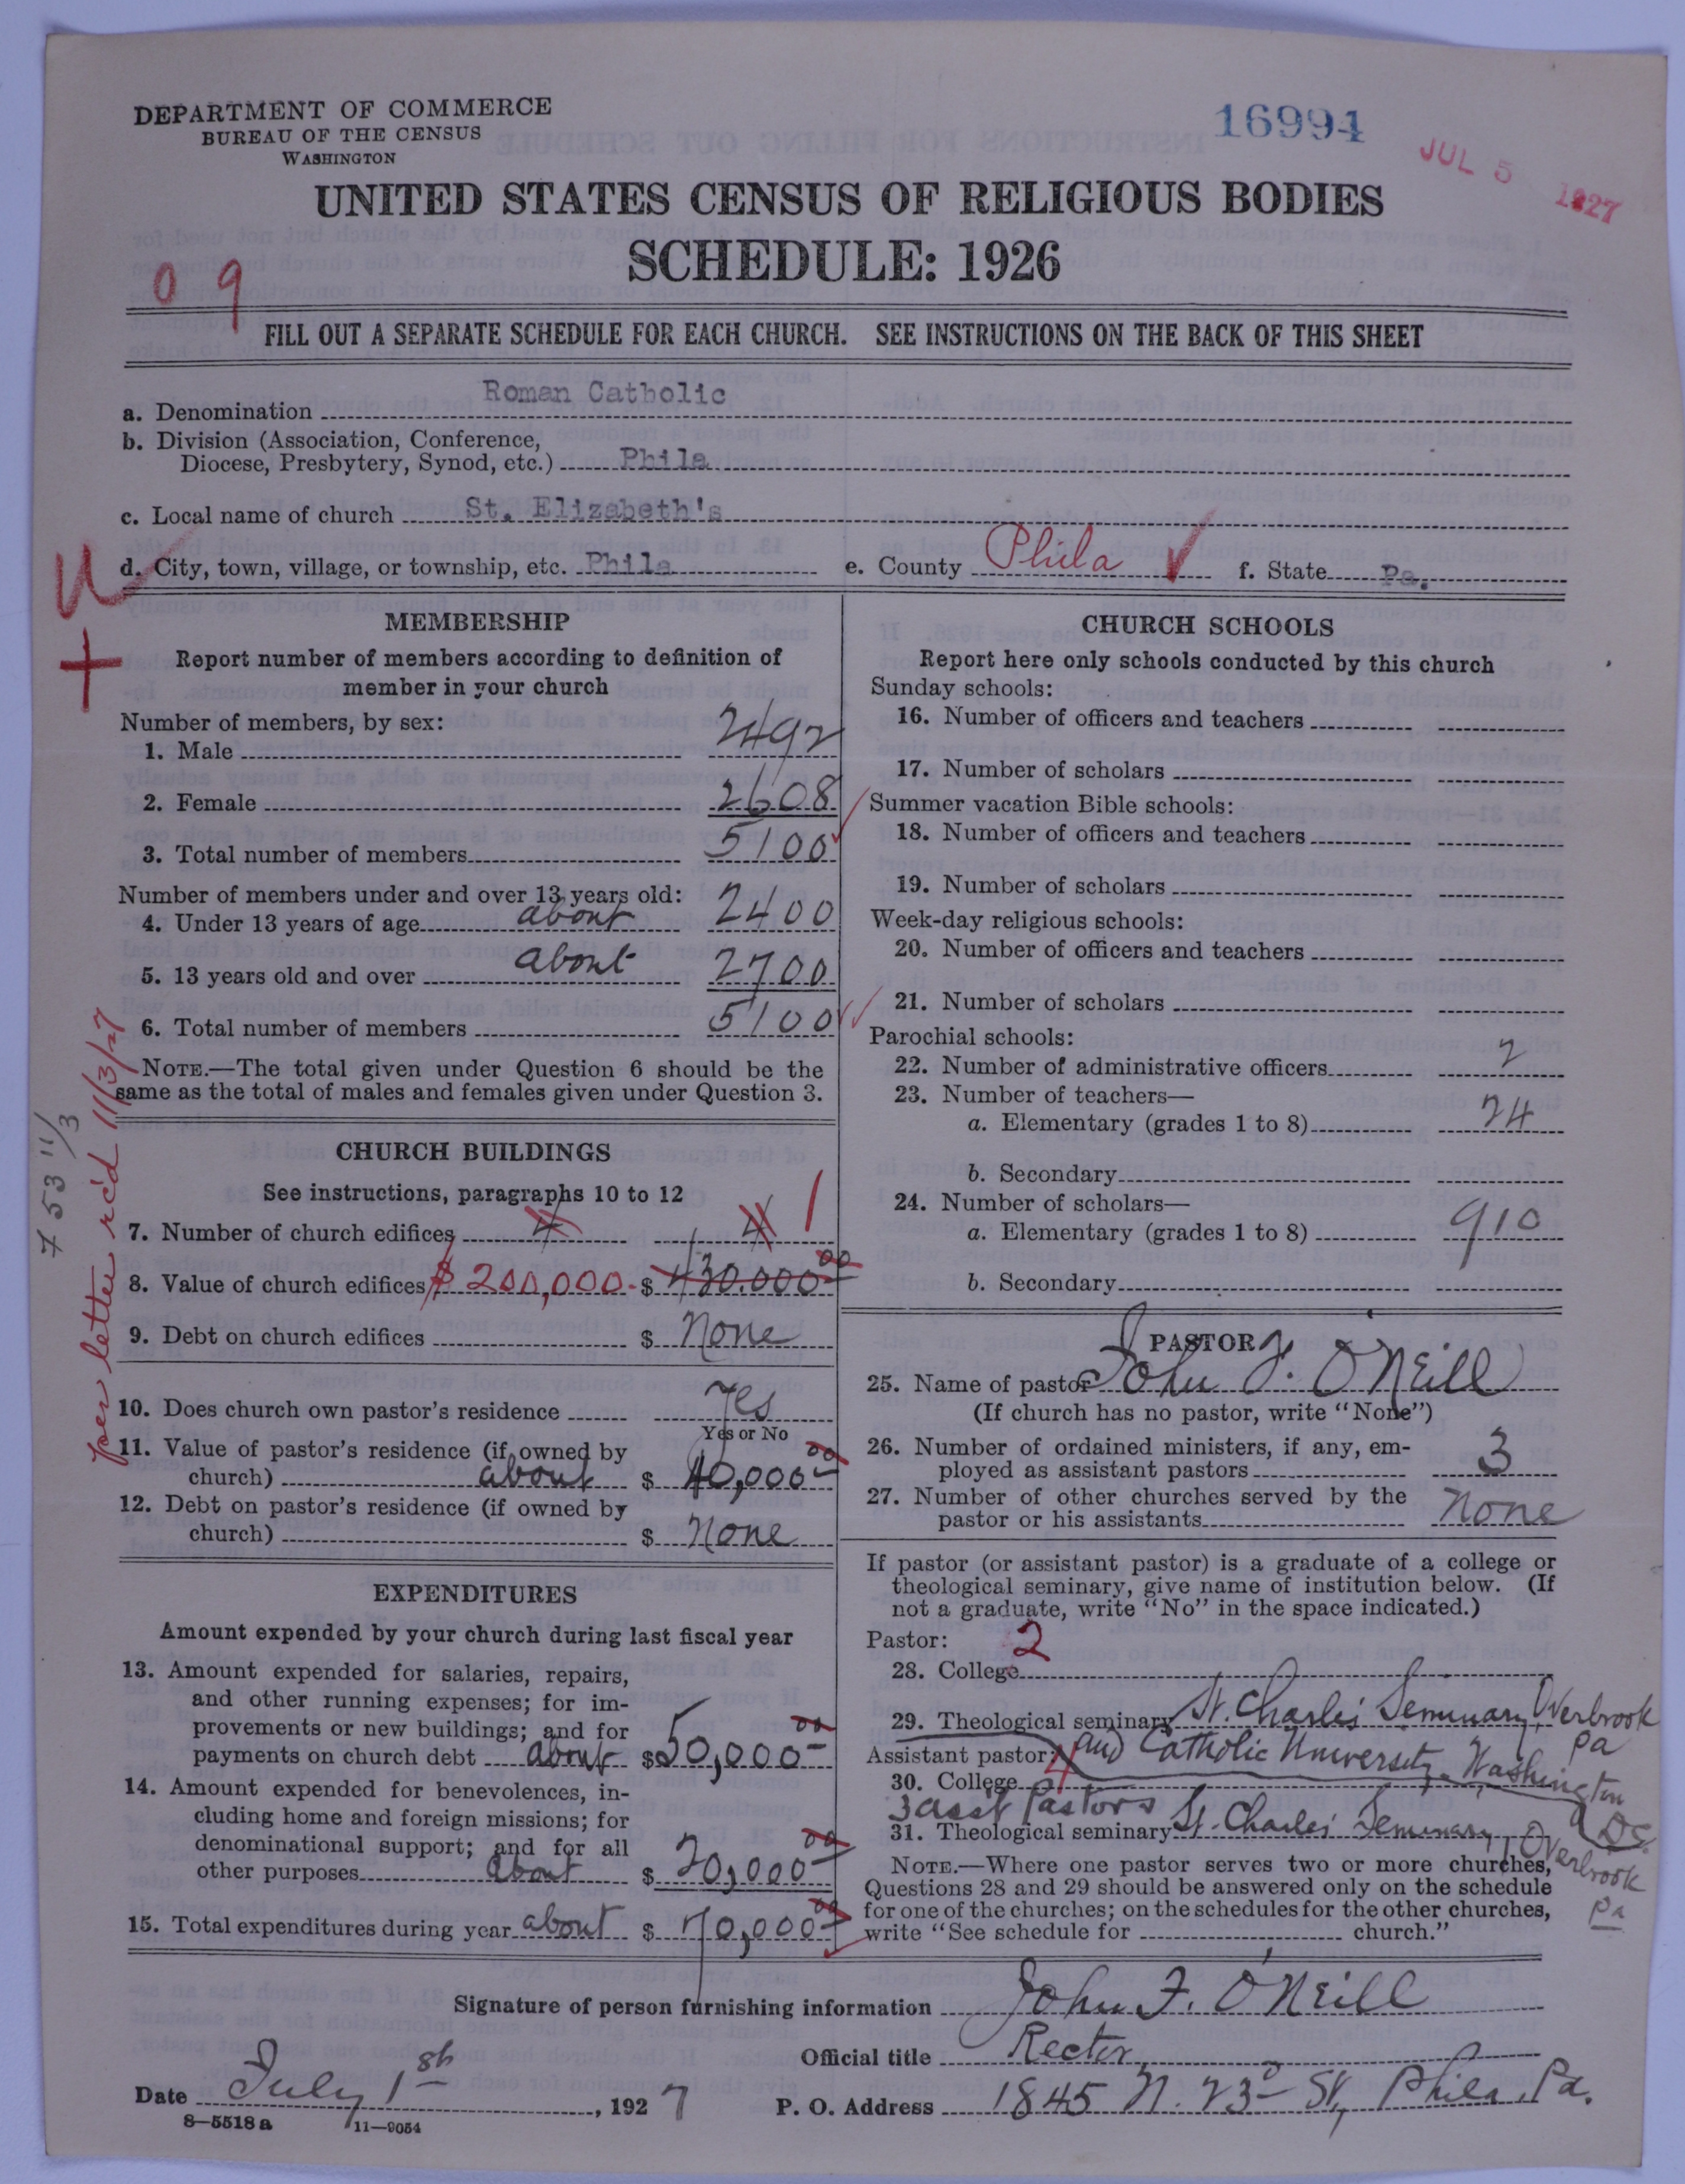 DEPARTMENT OF COMMERCE
BUREAU OF THE CENSUS
WASHINGTON
16994
JUL 5 1927
UNITED STATES CENSUS OF RELIGIOUS BODIES
SCHEDULE: 1926
09
FILL OUT A SEPARATE SCHEDULE FOR EACH CHURCH. SEE INSTRUCTIONS ON THE BACK OF THIS SHEET
a. Denomination Roman Catholic
b. Division (Association, Conference,
Diocese, Presbytery, Synod, etc.) Phila
c. Local name of church St. Elizabeth's
d. City, town, village, or township, etc. Phila e. County Phila f. State Pa.
U
MEMBERSHIP
Report number of members according to definition of
member in your church
Number of members, by sex:
1. Male 2492
2. Female 2608
3. Total number of members 5100
Number of members under and over 13 years old:
4. Under 13 years of age about 2400
5. 13 years old and over about 2700
6. Total number of members 5100
NOTE.—The total given under Question 6 should be the
same as the total of males and females given under Question 3.
per letter rc'd 11/3/27
753 11/3
CHURCH BUILDINGS
See instructions, paragraphs 10 to 12
7. Number of church edifices 4 4 1
8. Value of church edifices $200,000. $ 430.000 00
9. Debt on church edifices $ None
10. Does church own pastor's residence Yes
Yes or No
11. Value of pastor's residence (if owned by
church) about $ 40,000 00
12. Debt on pastor's residence (if owned by
church) $ None
EXPENDITURES
Amount expended by your church during last fiscal year
13. Amount expended for salaries, repairs,
and other running expenses; for im-
provements or new buildings; and for
payments on church debt about $50,000 00
14. Amount expended for benevolences, in-
cluding home and foreign missions; for
denominational support; and for all
other purposes about $ 20,000 00
15. Total expenditures during year about $ 70,000 00
CHURCH SCHOOLS
Report here only schools conducted by this church
Sunday schools:
16. Number of officers and teachers
17. Number of scholars
Summer vacation Bible schools:
18. Number of officers and teachers
19. Number of scholars
Week-day religious schools:
20. Number of officers and teachers
21. Number of scholars
Parochial schools:
22. Number of administrative officers 2
23. Number of teachers—
a. Elementary (grades 1 to 8) 24
b. Secondary
24. Number of scholars—
a. Elementary (grades 1 to 8) 910
b. Secondary
PASTOR
25. Name of pastor John F. O'Neill
(If church has no pastor, write "None")
26. Number of ordained ministers, if any, em-
ployed as assistant pastors 3
27. Number of other churches served by the
pastor or his assistants None
If pastor (or assistant pastor) is a graduate of a college or
theological seminary, give name of institution below. (If
not a graduate, write "No" in the space indicated.)
Pastor: 2
28. College
29. Theological seminary St. Charles Seminary, Overbrook Pa
Assistant pastor: and Catholic University, Washington D.C.
30. College 4
3 asst Pastors
31. Theological seminary St. Charles' Seminary, Overbrook Pa
NOTE.—Where one pastor serves two or more churches,
Questions 28 and 29 should be answered only on the schedule
for one of the churches; on the schedules for the other churches,
write "See schedule for church."
Signature of person furnishing information John F. O'Neill
Official title Rector,
Date July 1st, 1927 P. O. Address 1845 N. 23d St, Phila, Pa.
8—5518 a 11—9054